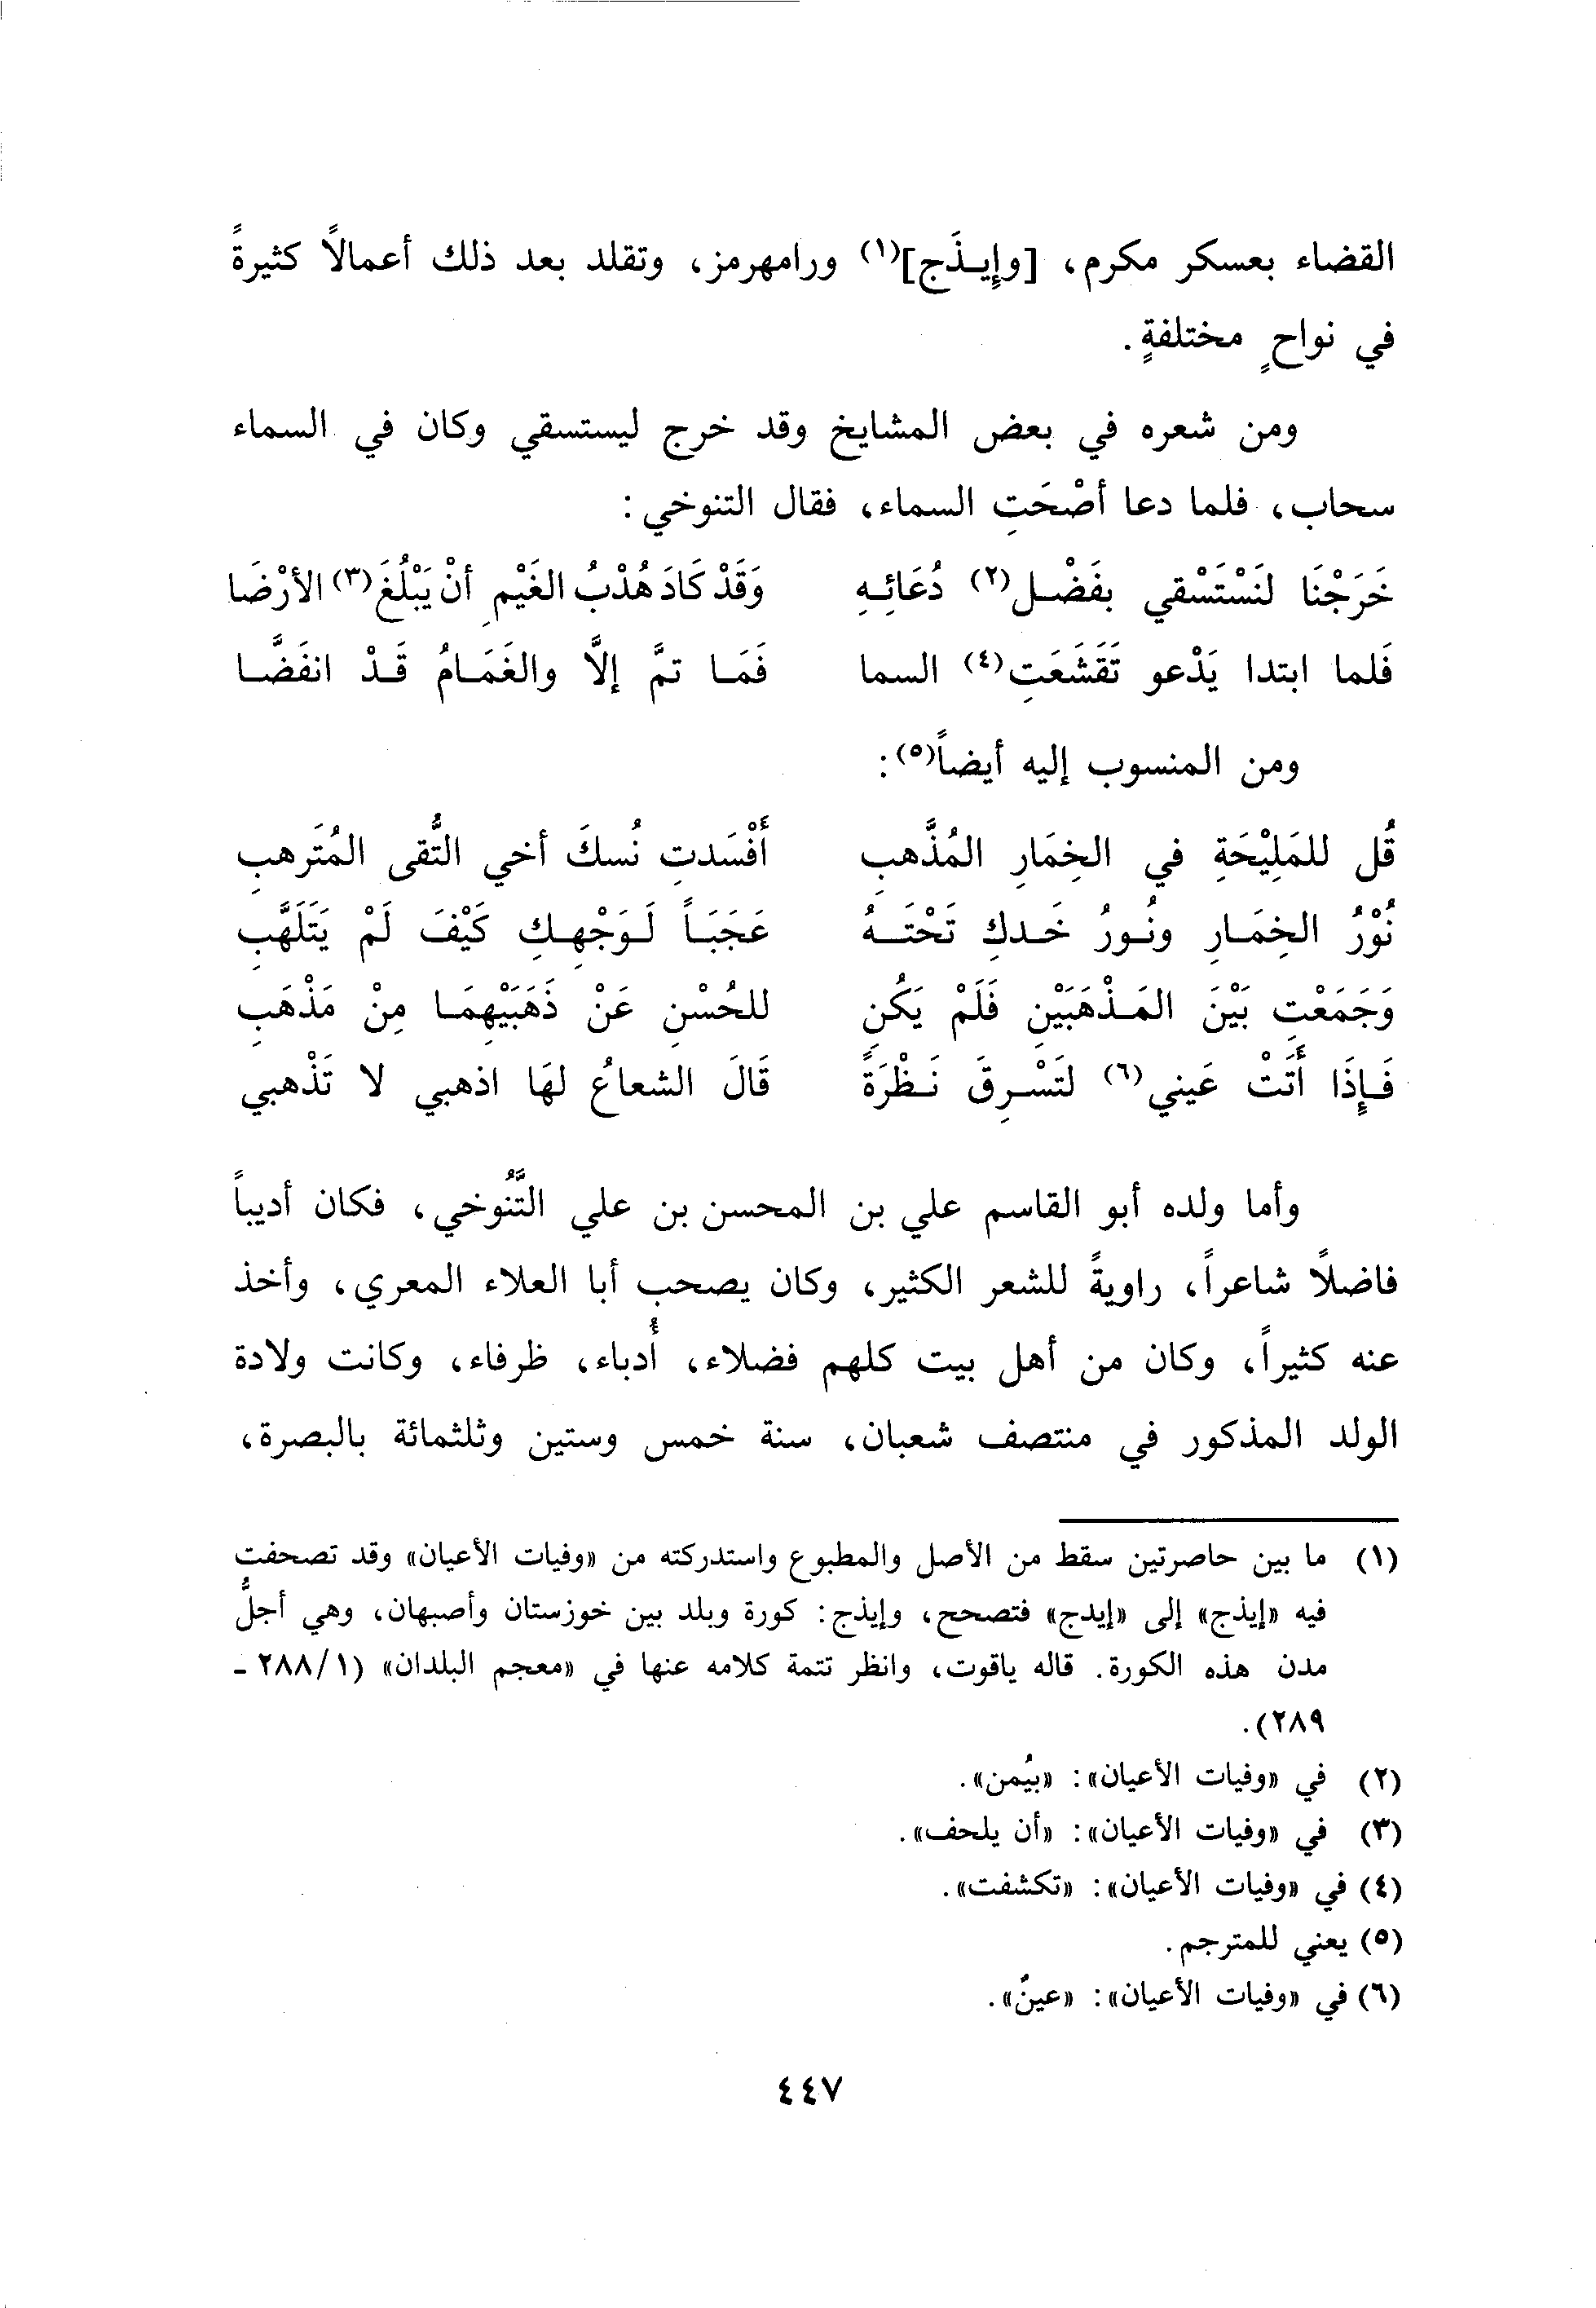 القضاء بعسكر مكرم، [وإيـذَج](١) ورامهرمز، وتقلد بعد ذلك أعمالاً كثيرةً
في نواحٍ مختلفةٍ.
ومن شعره في بعض المشايخ وقد خرج ليستسقي وكان في السماء
سحاب، فلما دعا أصْحَتِ السماء، فقال التنوخي:
خَرَجْنَا لنَسْتَسْقي بفَضْـل(٢) دُعَائِـهِ وَقَدْ كَادَ هُدْبُ الغَيْمِ أنْ يَبْلُغَ(٣) الأرْضَا
فَلما ابتدا يَدْعو تَقَشَعَتِ(٤) السما فَمَـا تمَّ إلاَّ والغَمَـامُ قَـدْ انفَضَّـا
ومن المنسوب إليه أيضاً(٥):
قُل للمَلِيْحَةِ في الخِمَارِ المُذَّهبِ أَفْسَدتِ نُسكَ أخي التُّقى المُتَرهبِ
نُوْرُ الخِمَـارِ ونُـورُ خَـدكِ تَحْتَـهُ عَجَبَـاً لَـوَجْهِـكِ كَيْفَ لَمْ يَتَلَهَّبِ
وَجَمَعْتِ بَيْنَ المَـذْهَبَيْنِ فَلَمْ يَكُنِ للحُسْنِ عَنْ ذَهَبَيْهِمَـا مِنْ مَذْهَبِ
فَـإِذَا أَتَتْ عَيني(٦) لتَسْـرِقَ نَـظْرَةً قَالَ الشعاعُ لهَا اذهبي لا تَذْهبي
وأما ولده أبو القاسم علي بن المحسن بن علي التَّنُوخي، فكان أديباً
فاضلاً شاعراً، راويةً للشعر الكثير، وكان يصحب أبا العلاء المعري، وأخذ
عنه كثيراً، وكان من أهل بيت كلهم فضلاء، أُدباء، ظرفاء، وكانت ولادة
الولد المذكور في منتصف شعبان، سنة خمس وستين وثلثمائة بالبصرة،
(١) ما بين حاصرتين سقط من الأصل والمطبوع واستدركته من «وفيات الأعيان» وقد تصحفت
فيه «إيذج» إلى «إيدج» فتصحح، وإيذج: كورة وبلد بين خوزستان وأصبهان، وهي أجلُّ
مدن هذه الكورة. قاله ياقوت، وانظر تتمة كلامه عنها في «معجم البلدان» (٢٨٨/١ ـ
٢٨٩).
(٢) في «وفيات الأعيان»: «بيُمن».
(٣) في «وفيات الأعيان»: «أن يلحف».
(٤) في «وفيات الأعيان»: «تكشفت».
(٥) يعني للمترجم.
(٦) في «وفيات الأعيان»: «عينٌ».
٤٤٧